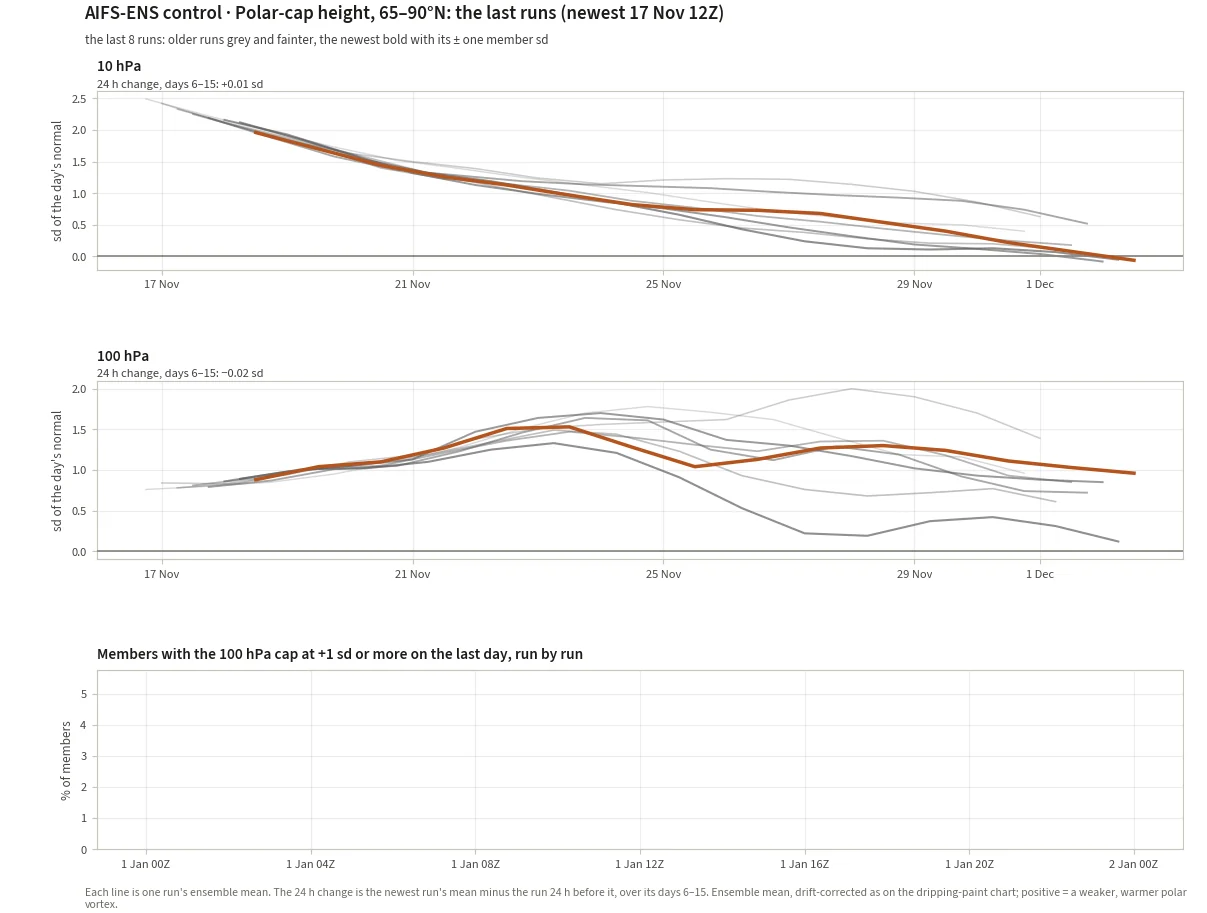 AIFS-ENS control · Polar-cap height, 65–90°N: the last runs (newest 17 Nov 12Z)
the last 8 runs: older runs grey and fainter, the newest bold with its ± one member sd
10 hPa
24 h change, days 6–15: +0.01 sd
sd of the day's normal
2.5
2.0
1.5
1.0
0.5
0.0
17 Nov 21 Nov 25 Nov 29 Nov 1 Dec
100 hPa
24 h change, days 6–15: −0.02 sd
sd of the day's normal
2.0
1.5
1.0
0.5
0.0
17 Nov 21 Nov 25 Nov 29 Nov 1 Dec
Members with the 100 hPa cap at +1 sd or more on the last day, run by run
% of members
5
4
3
2
1
0
1 Jan 00Z 1 Jan 04Z 1 Jan 08Z 1 Jan 12Z 1 Jan 16Z 1 Jan 20Z 2 Jan 00Z
Each line is one run's ensemble mean. The 24 h change is the newest run's mean minus the run 24 h before it, over its days 6–15. Ensemble mean, drift-corrected as on the dripping-paint chart; positive = a weaker, warmer polar
vortex.